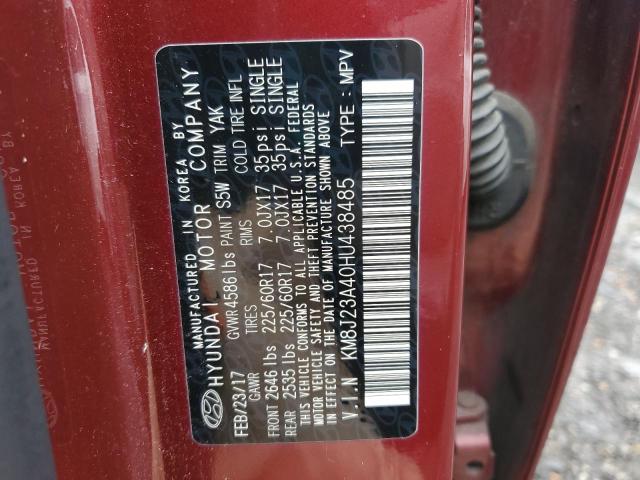 MANUFACTURED IN KOREA BY
HYUNDAI MOTOR COMPANY
FEB/23/17 GVWR 4586 lbs PAINT S5W TRIM YAK
GAWR TIRES RIMS COLD TIRE INFL
FRONT 2646 lbs 225/60R17 7.0JX17 35psi SINGLE
REAR 2535 lbs 225/60R17 7.0JX17 35psi SINGLE
THIS VEHICLE CONFORMS TO ALL APPLICABLE U.S.A. FEDERAL
MOTOR VEHICLE SAFETY AND THEFT PREVENTION STANDARDS
IN EFFECT ON THE DATE OF MANUFACTURE SHOWN ABOVE
V.I.N KM8J23A40HU438485 TYPE : MPV